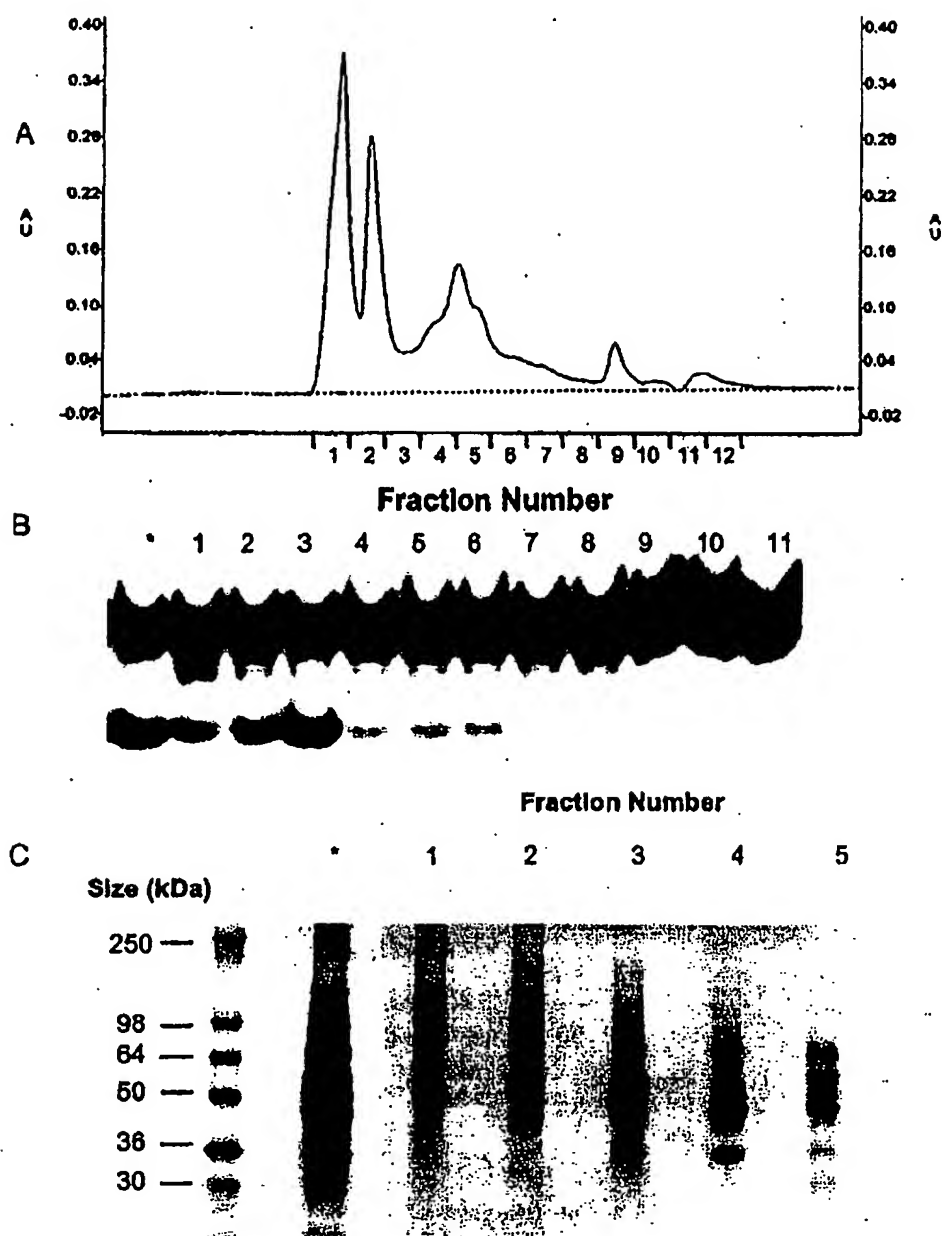 0.40 0.40
0.34 0.34
A 0.28 0.28
0.22 0.22
AU AU
0.16 0.16
0.10 0.10
0.04 0.04
-0.02 -0.02
1 2 3 4 5 6 7 8 9 10 11 12
Fraction Number
B
* 1 2 3 4 5 6 7 8 9 10 11
Fraction Number
C * 1 2 3 4 5
Size (kDa)
250
98
64
50
36
30